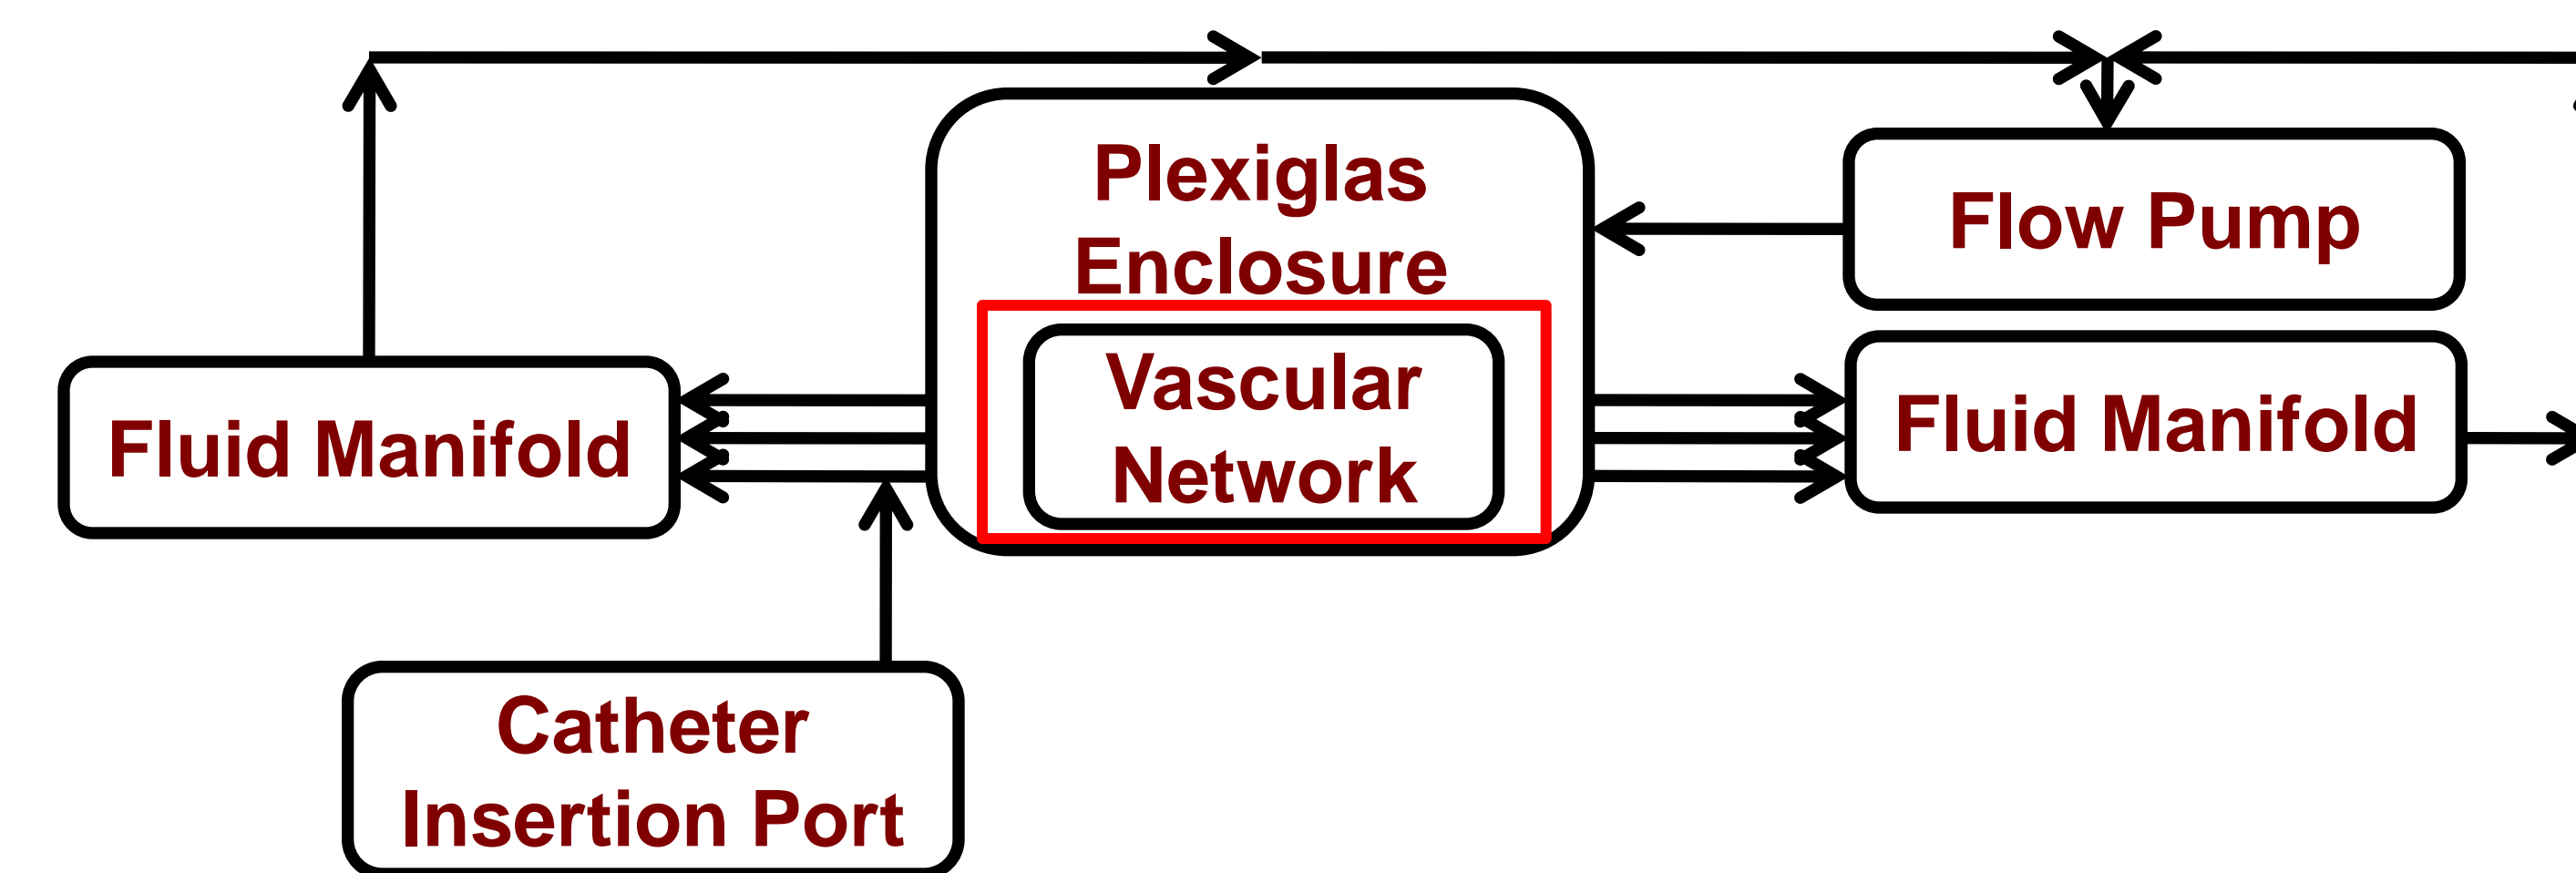 Plexiglas
Enclosure
Flow Pump
Vascular
Network
Fluid Manifold
Fluid Manifold
Catheter
Insertion Port